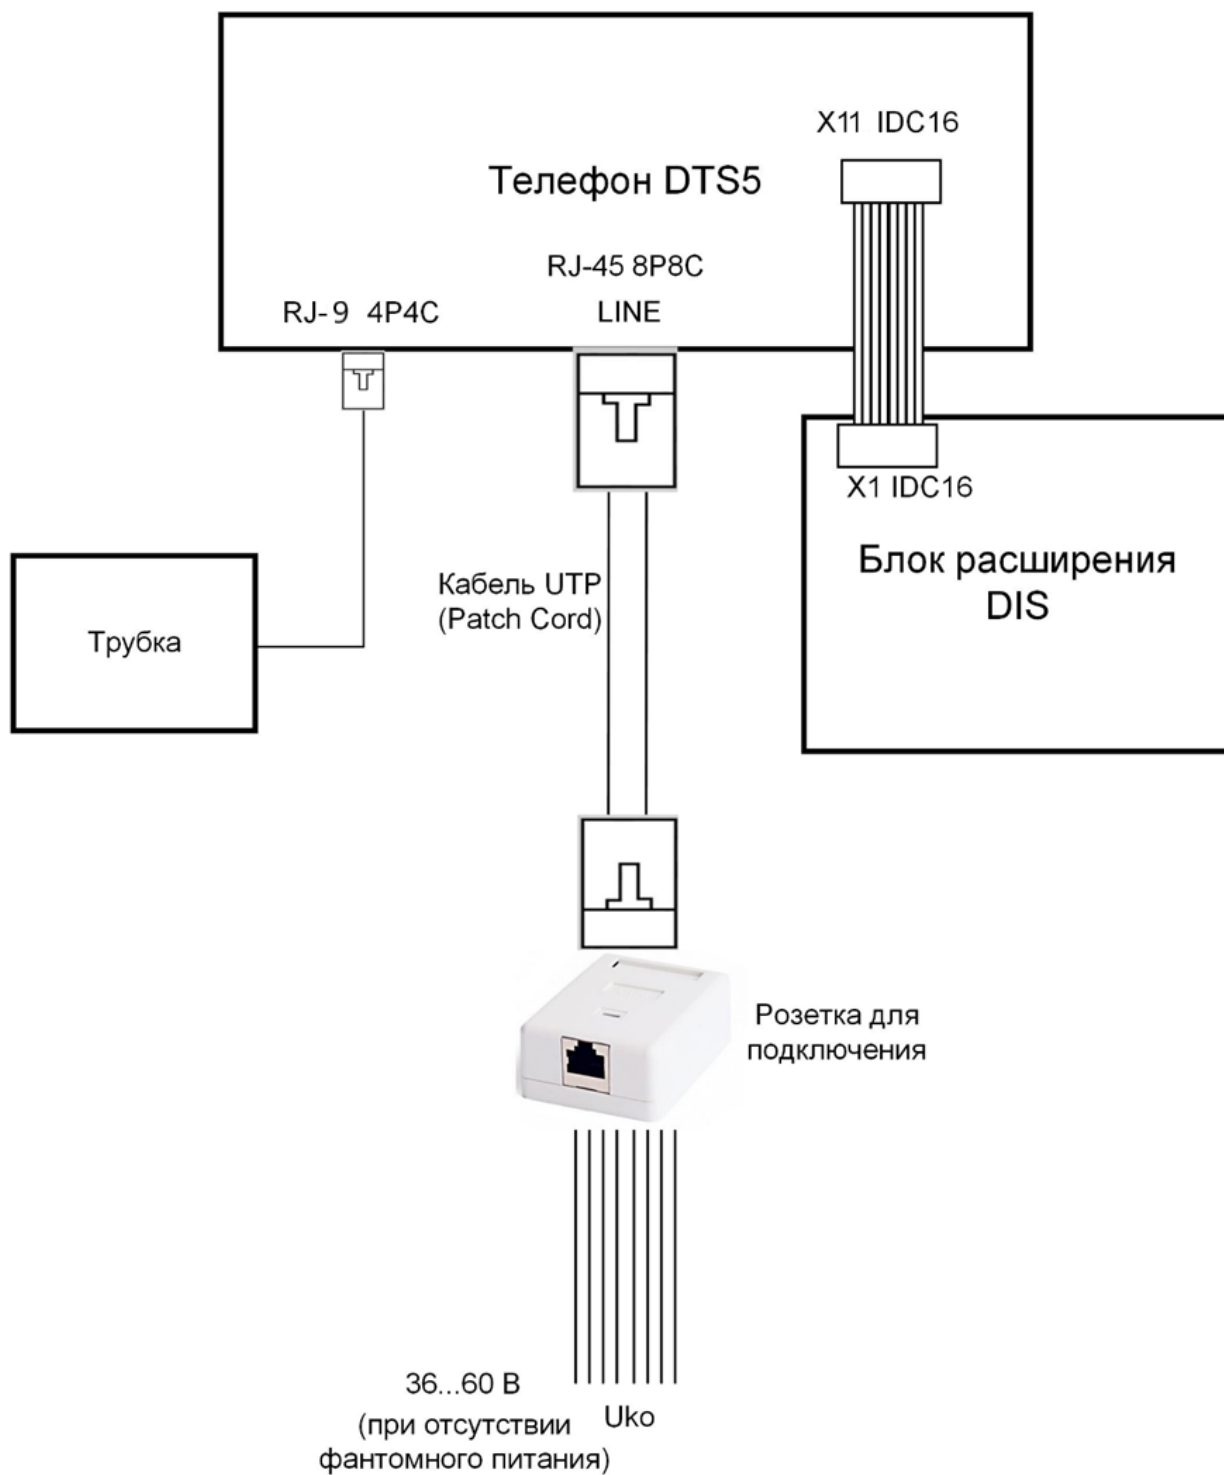 X11 IDC16
Телефон DTS5
RJ-45 8P8C
LINE
RJ-9 4P4C
X1 IDC16
Блок расширения
DIS
Кабель UTP
(Patch Cord)
Трубка
Розетка для
подключения
36...60 В
(при отсутствии
фантомного питания)
Uko